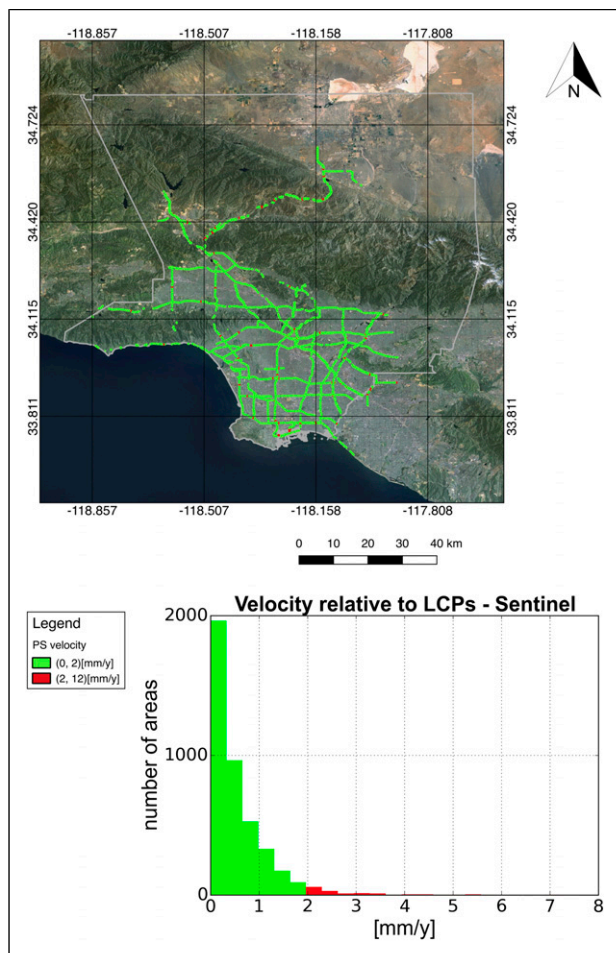 -118.857 -118.507 -118.158 -117.808
N
34.724 34.724
34.420 34.420
34.115 34.115
33.811 33.811
-118.857 -118.507 -118.158 -117.808
0 10 20 30 40 km
Velocity relative to LCPs - Sentinel
Legend
PS velocity
(0, 2)[mm/y]
(2, 12)[mm/y]
number of areas
2000
1000
0
0 1 2 3 4 5 6 7 8
[mm/y]